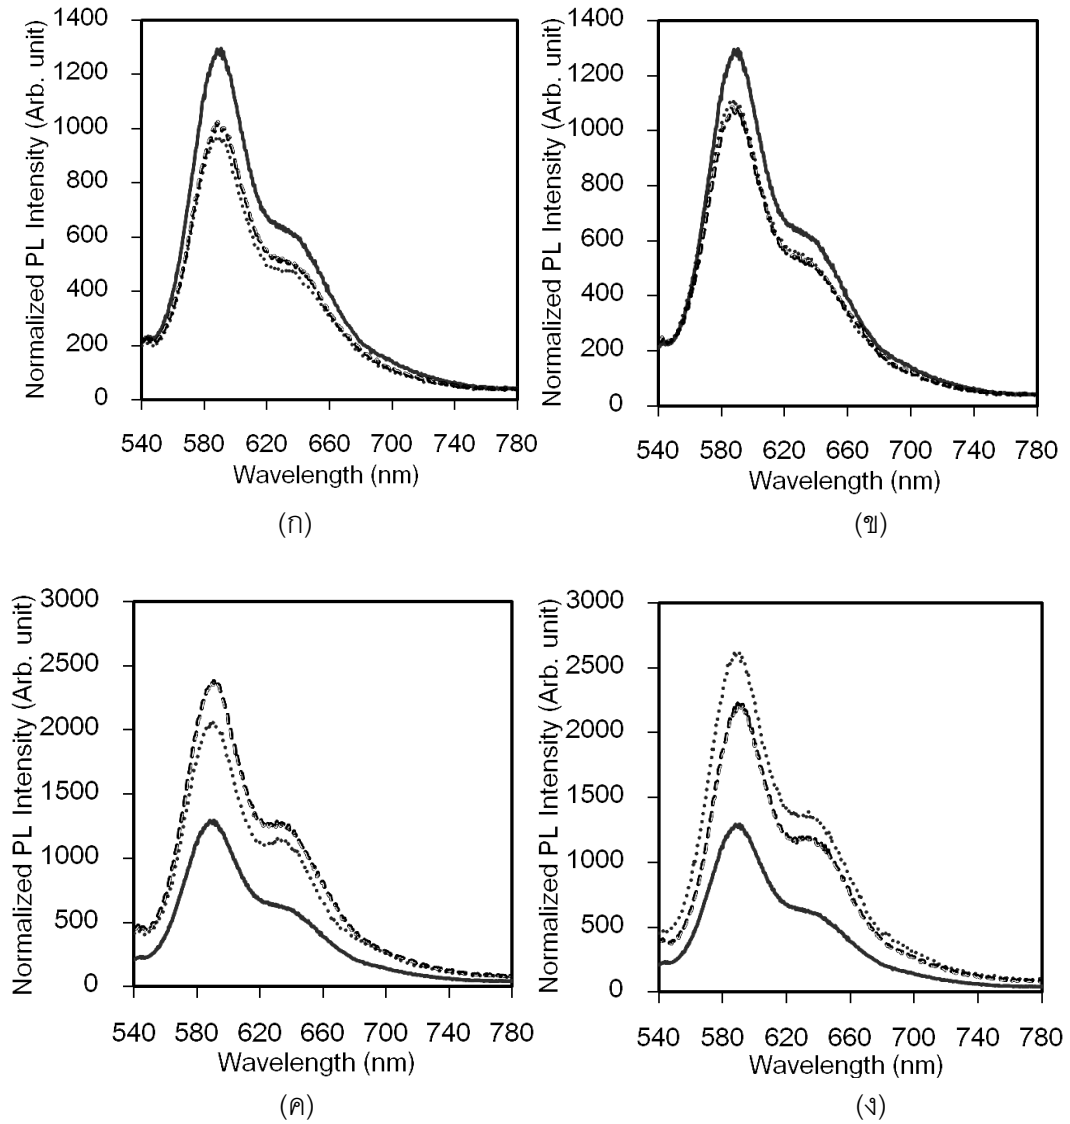 Normalized PL Intensity (Arb. unit)
1400
1200
1000
800
600
400
200
0
540 580 620 660 700 740 780
Wavelength (nm)
(ก)
Normalized PL Intensity (Arb. unit)
1400
1200
1000
800
600
400
200
0
540 580 620 660 700 740 780
Wavelength (nm)
(ข)
Normalized PL Intensity (Arb. unit)
3000
2500
2000
1500
1000
500
0
540 580 620 660 700 740 780
Wavelength (nm)
(ค)
Normalized PL Intensity (Arb. unit)
3000
2500
2000
1500
1000
500
0
540 580 620 660 700 740 780
Wavelength (nm)
(ง)